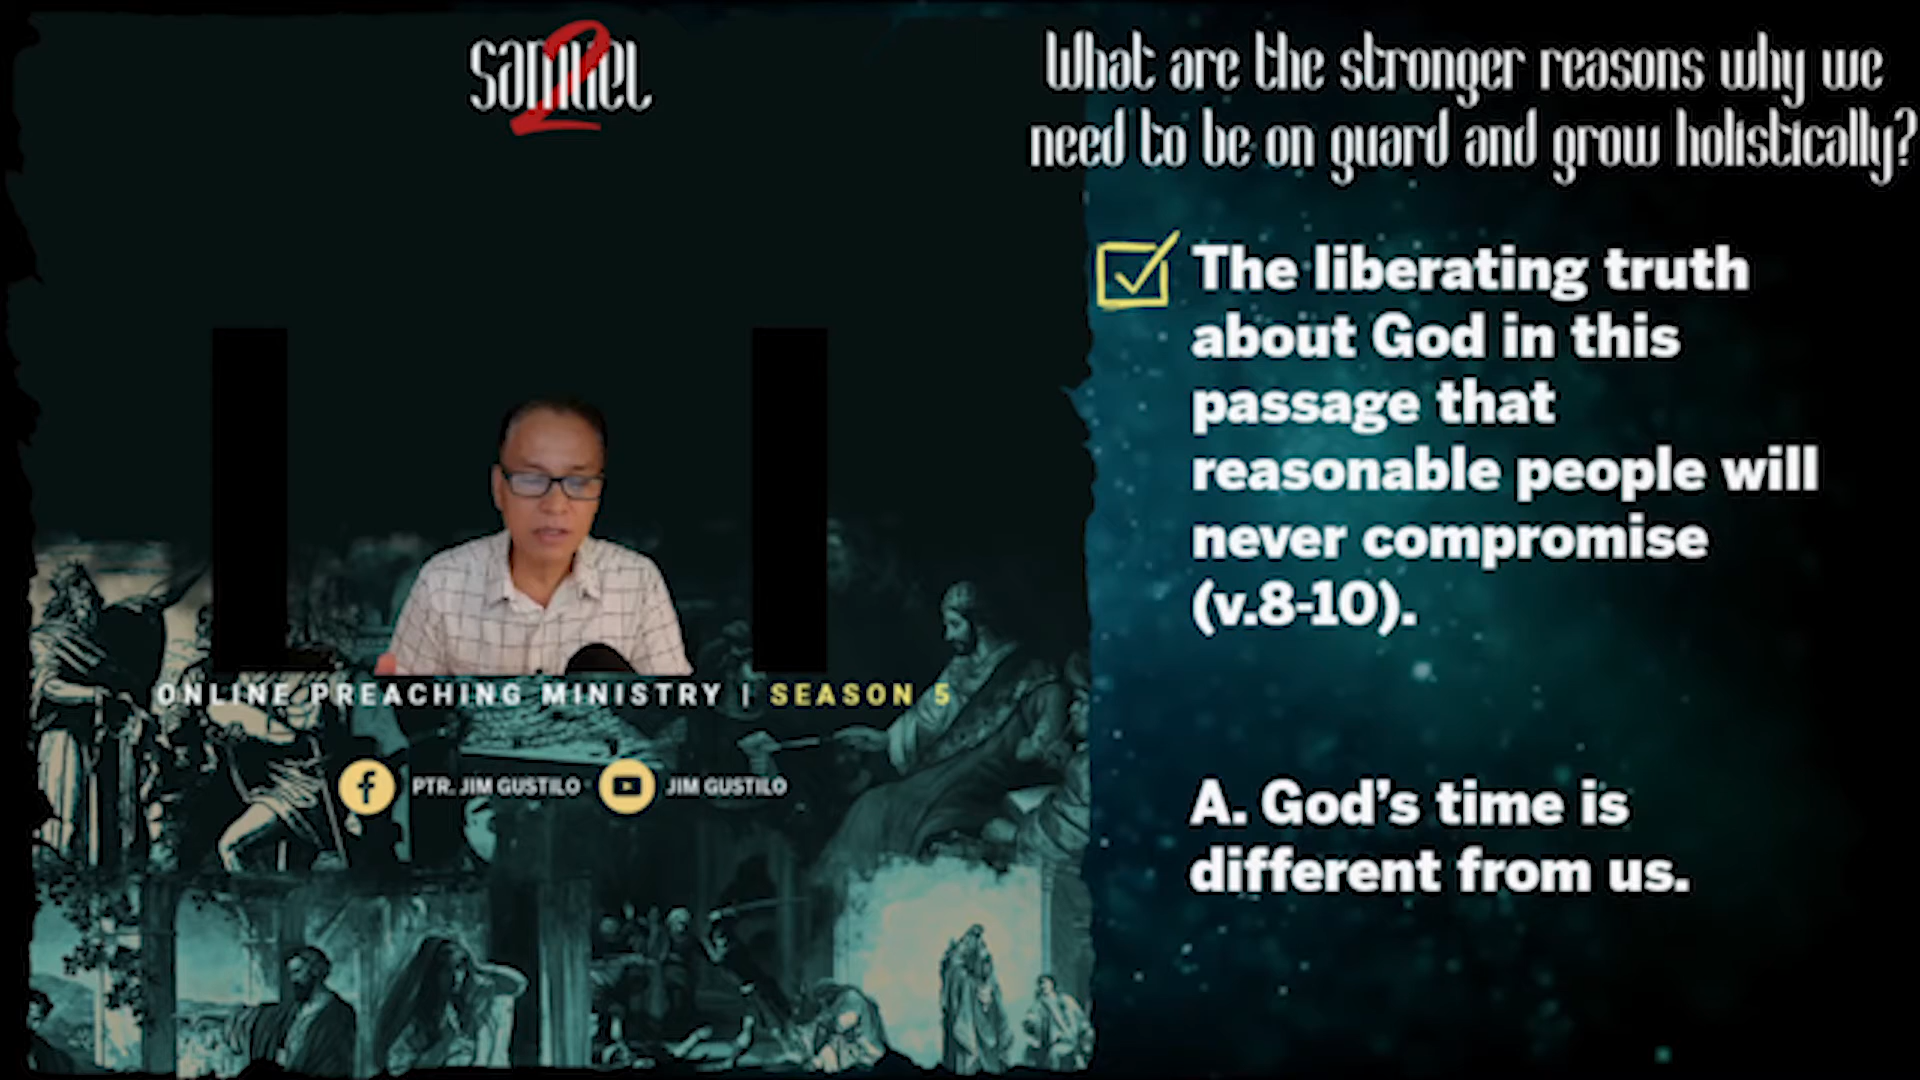 Samuel
2
ONLINE PREACHING MINISTRY | SEASON 5
PTR. JIM GUSTILO
JIM GUSTILO
What are the stronger reasons why we
need to be on guard and grow holistically?
The liberating truth
about God in this
passage that
reasonable people will
never compromise
(v.8-10).
A. God's time is
different from us.